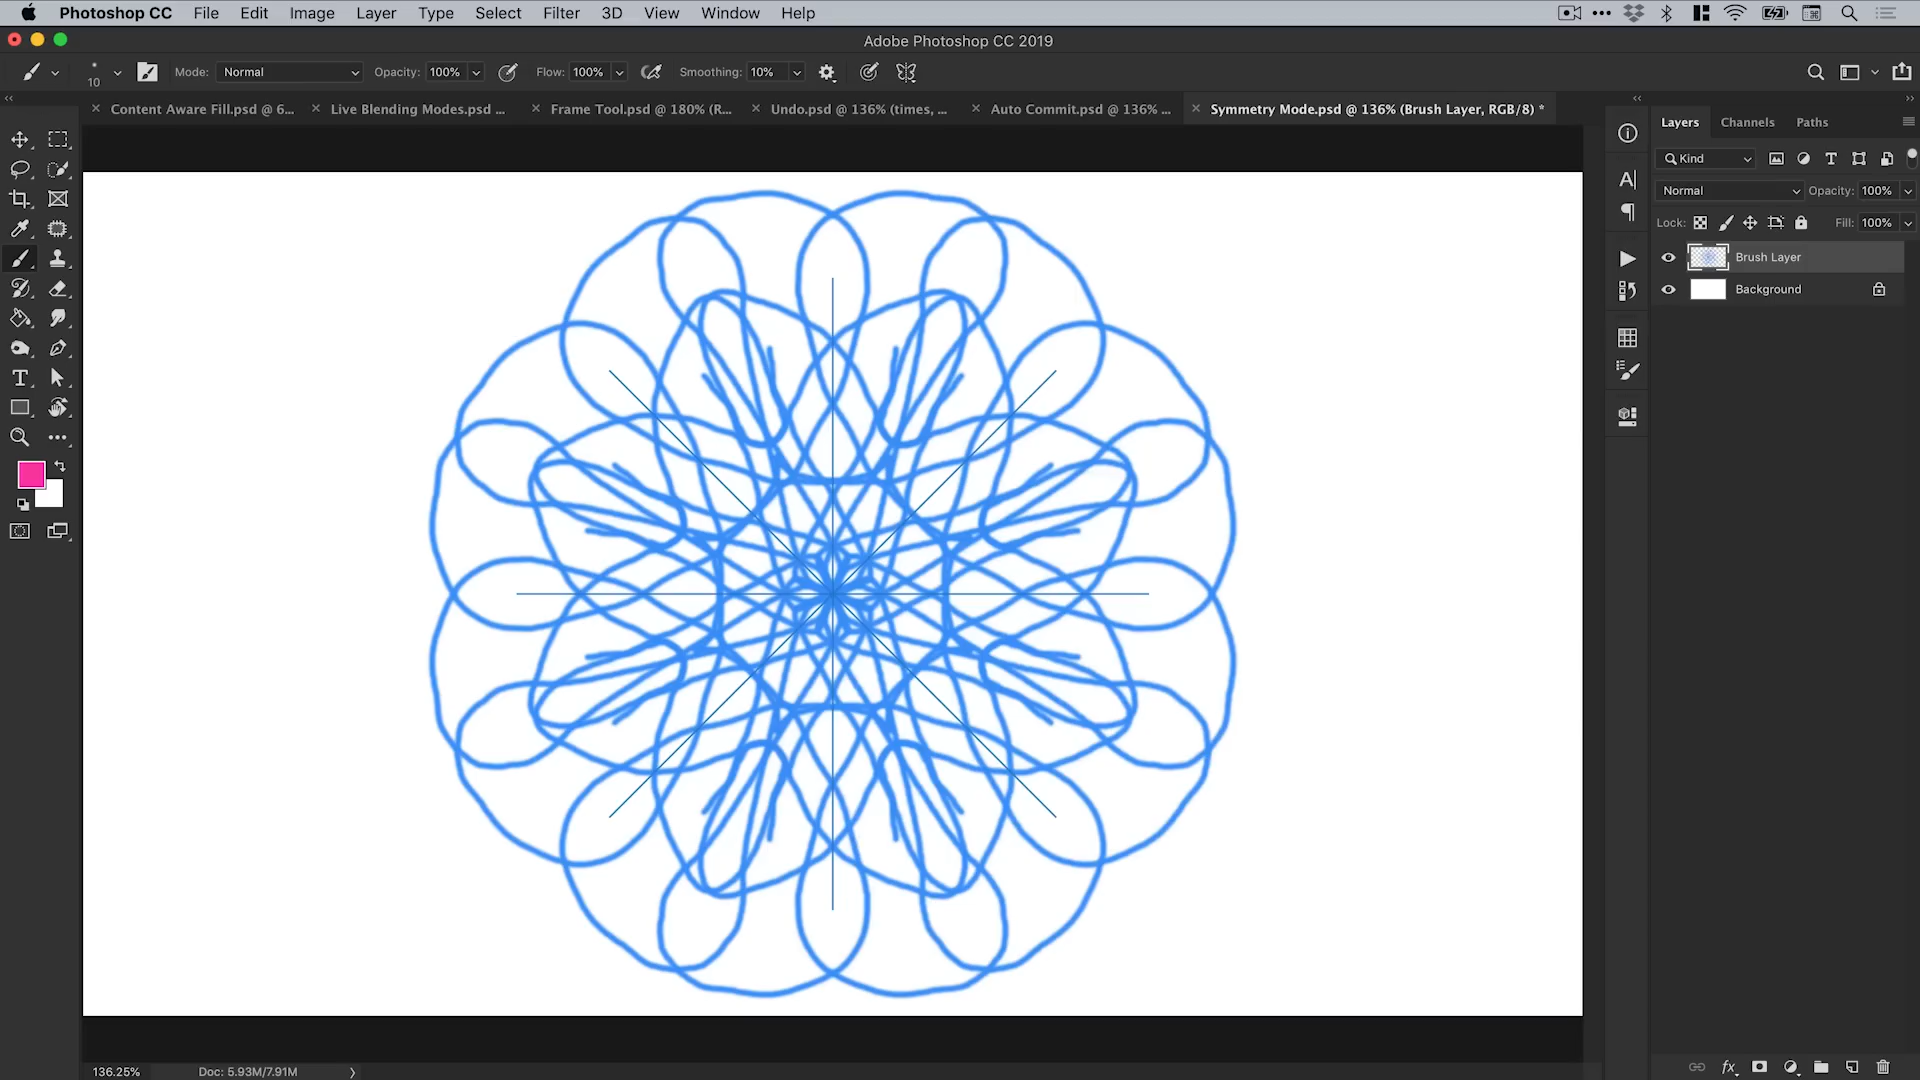 Photoshop CC File Edit Image Layer Type Select Filter 3D View Window Help
Adobe Photoshop CC 2019
10 Mode: Normal Opacity: 100% Flow: 100% Smoothing: 10%
Content Aware Fill.psd @ 6... Live Blending Modes.psd ... Frame Tool.psd @ 180% (R... Undo.psd @ 136% (times, ... Auto Commit.psd @ 136% ... Symmetry Mode.psd @ 136% (Brush Layer, RGB/8) *
Layers Channels Paths
Kind
Normal Opacity: 100%
Lock: Fill: 100%
Brush Layer
Background
136.25% Doc: 5.93M/7.91M